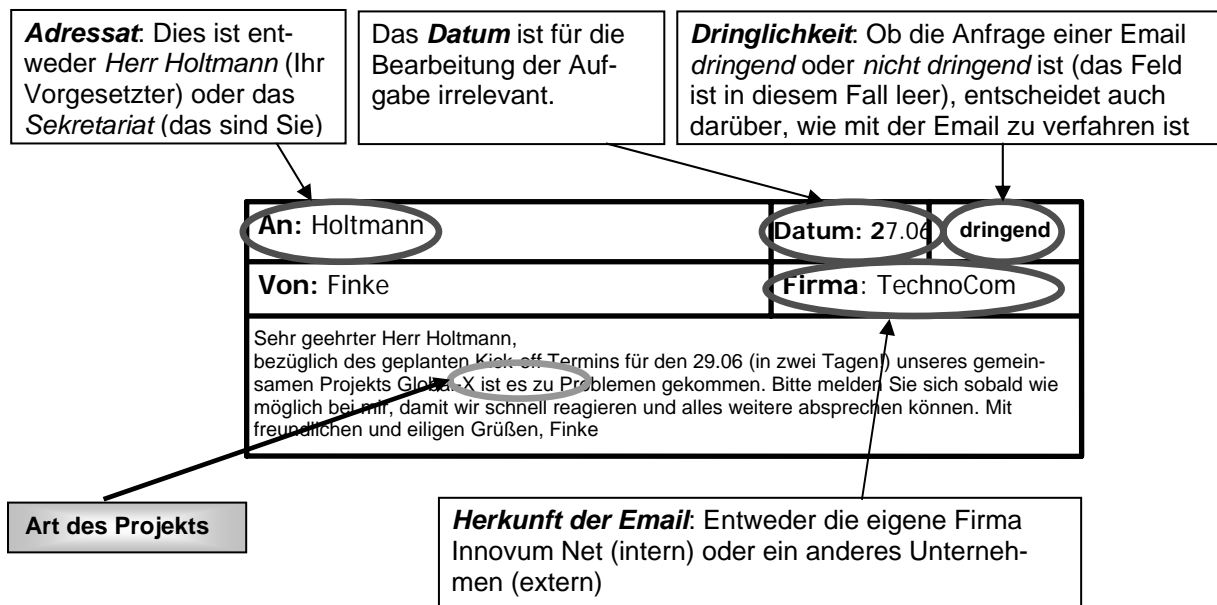 Adressat: Dies ist ent-
weder Herr Holtmann (Ihr
Vorgesetzter) oder das
Sekretariat (das sind Sie)
Das Datum ist für die
Bearbeitung der Auf-
gabe irrelevant.
Dringlichkeit: Ob die Anfrage einer Email
dringend oder nicht dringend ist (das Feld
ist in diesem Fall leer), entscheidet auch
darüber, wie mit der Email zu verfahren ist
An: Holtmann
Datum: 27.06
dringend
Von: Finke
Firma: TechnoCom
Sehr geehrter Herr Holtmann,
bezüglich des geplanten Kick-off Termins für den 29.06 (in zwei Tagen!) unseres gemein-
samen Projekts Global-X ist es zu Problemen gekommen. Bitte melden Sie sich sobald wie
möglich bei mir, damit wir schnell reagieren und alles weitere absprechen können. Mit
freundlichen und eiligen Grüßen, Finke
Art des Projekts
Herkunft der Email: Entweder die eigene Firma
Innovum Net (intern) oder ein anderes Unterneh-
men (extern)